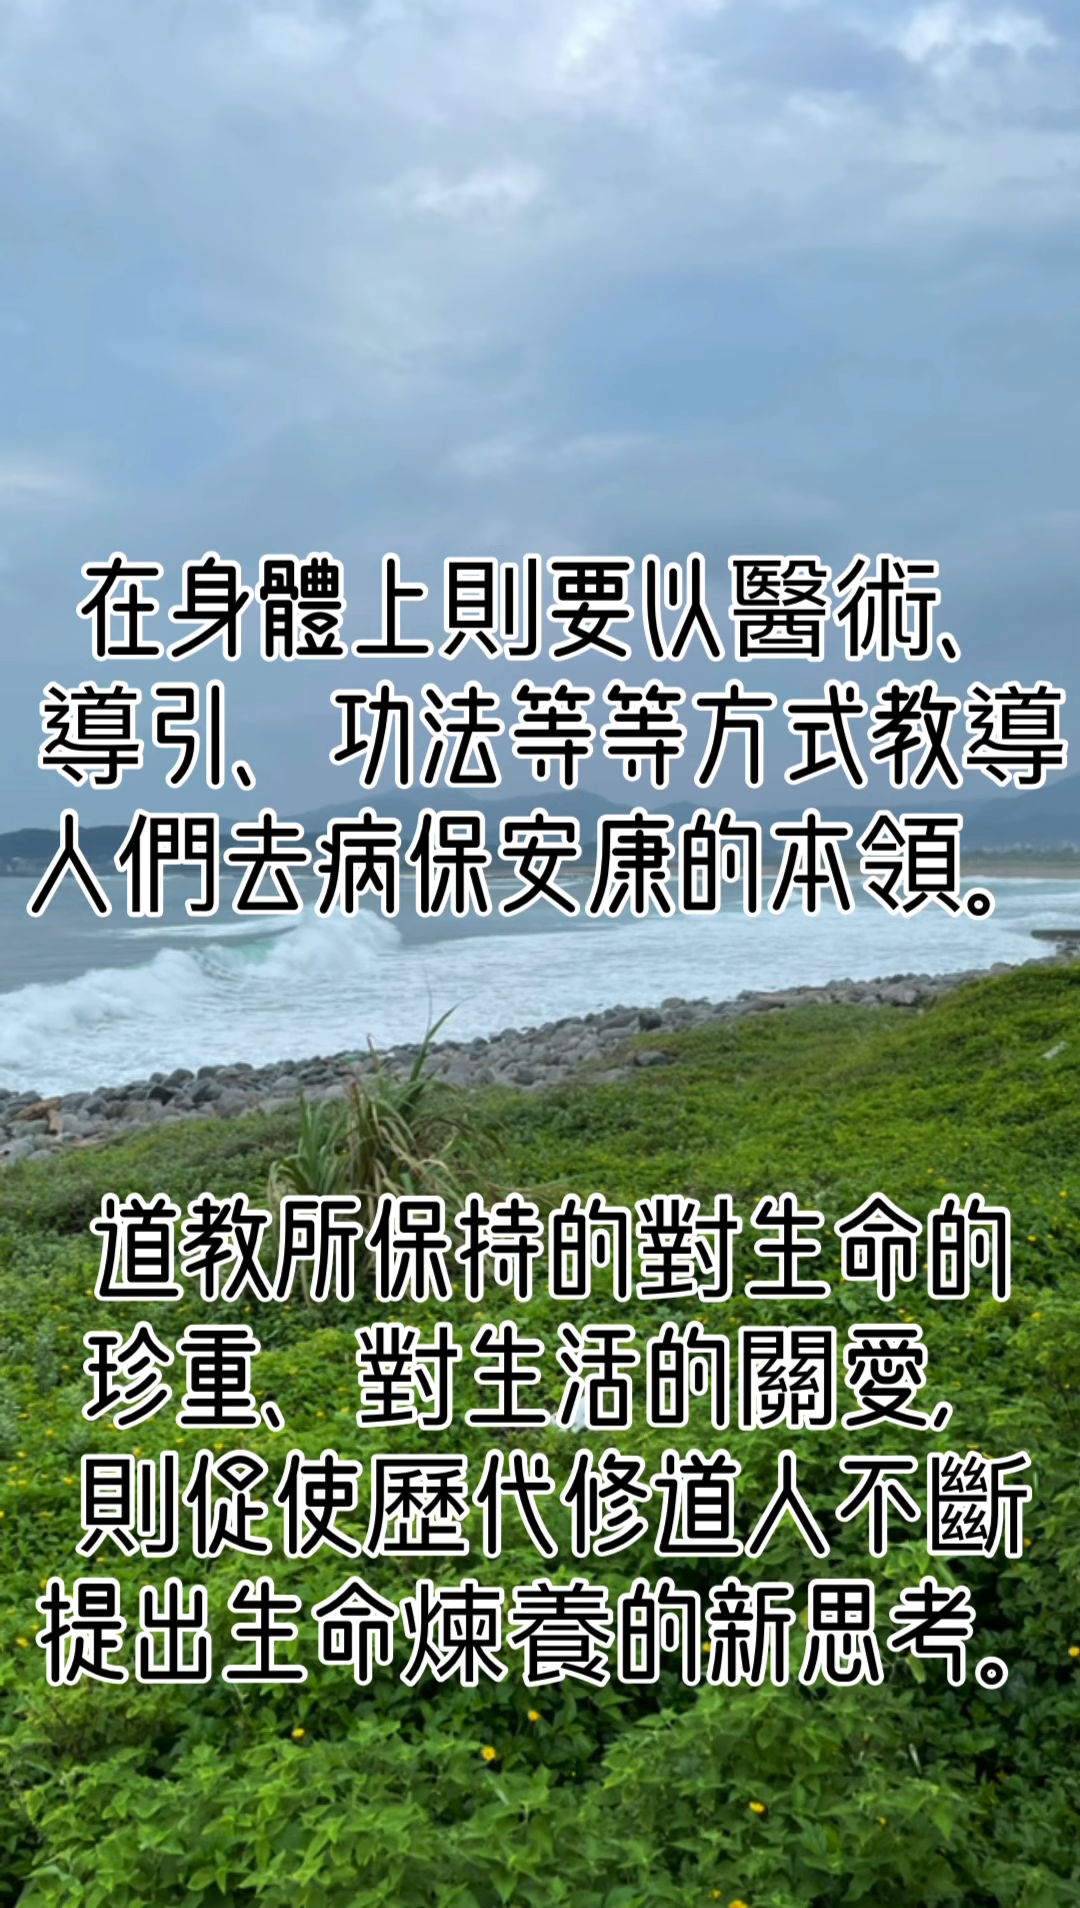 在身體上則要以醫術、
導引、功法等等方式教導
人們去病保安康的本領。
道教所保持的對生命的
珍重、對生活的關愛,
則促使歷代修道人不斷
提出生命煉養的新思考。